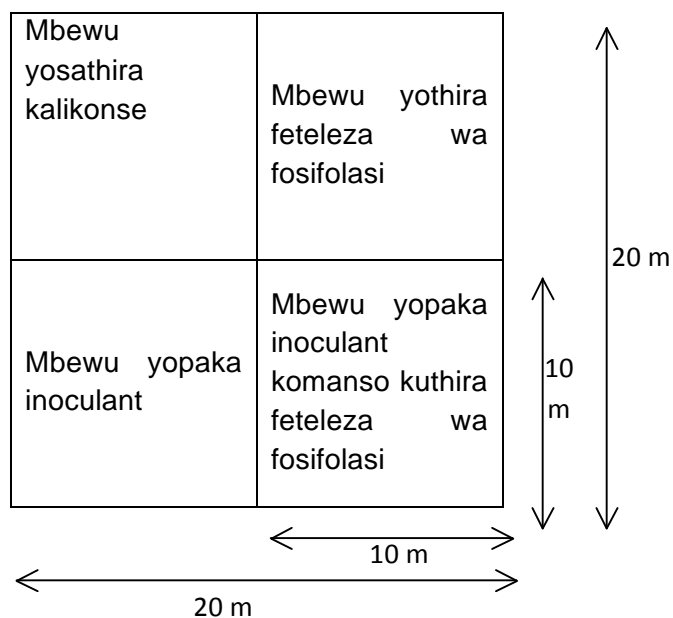 Mbewu
yosathira
kalikonse
Mbewu yothira
feteleza wa
fosifolasi
Mbewu yopaka
inoculant
Mbewu yopaka
inoculant
komanso kuthira
feteleza wa
fosifolasi
20 m
10
m
10 m
20 m